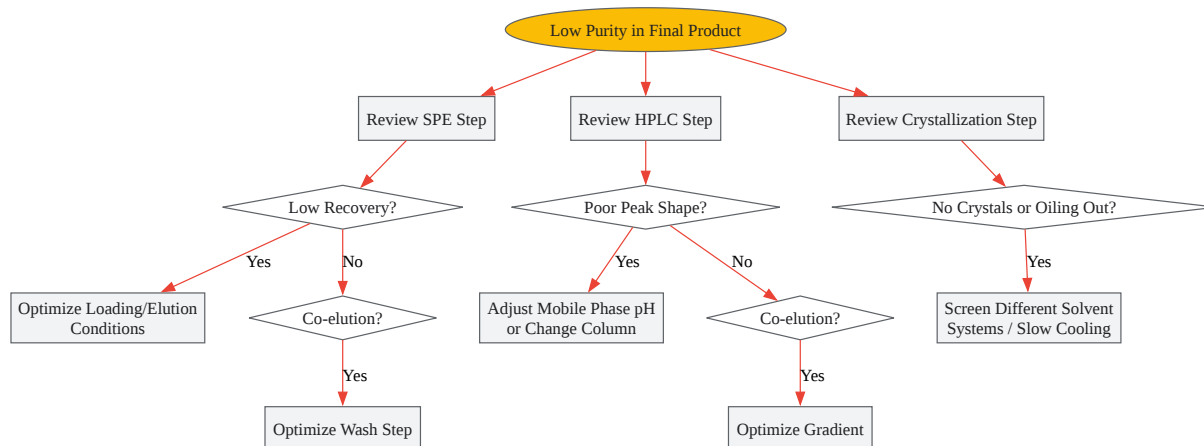 Low Purity in Final Product
Review SPE Step
Review HPLC Step
Review Crystallization Step
Low Recovery?
Poor Peak Shape?
No Crystals or Oiling Out?
Yes
No
Yes
No
Yes
Optimize Loading/Elution
Conditions
Co-elution?
Adjust Mobile Phase pH
or Change Column
Co-elution?
Screen Different Solvent
Systems / Slow Cooling
Yes
Yes
Optimize Wash Step
Optimize Gradient